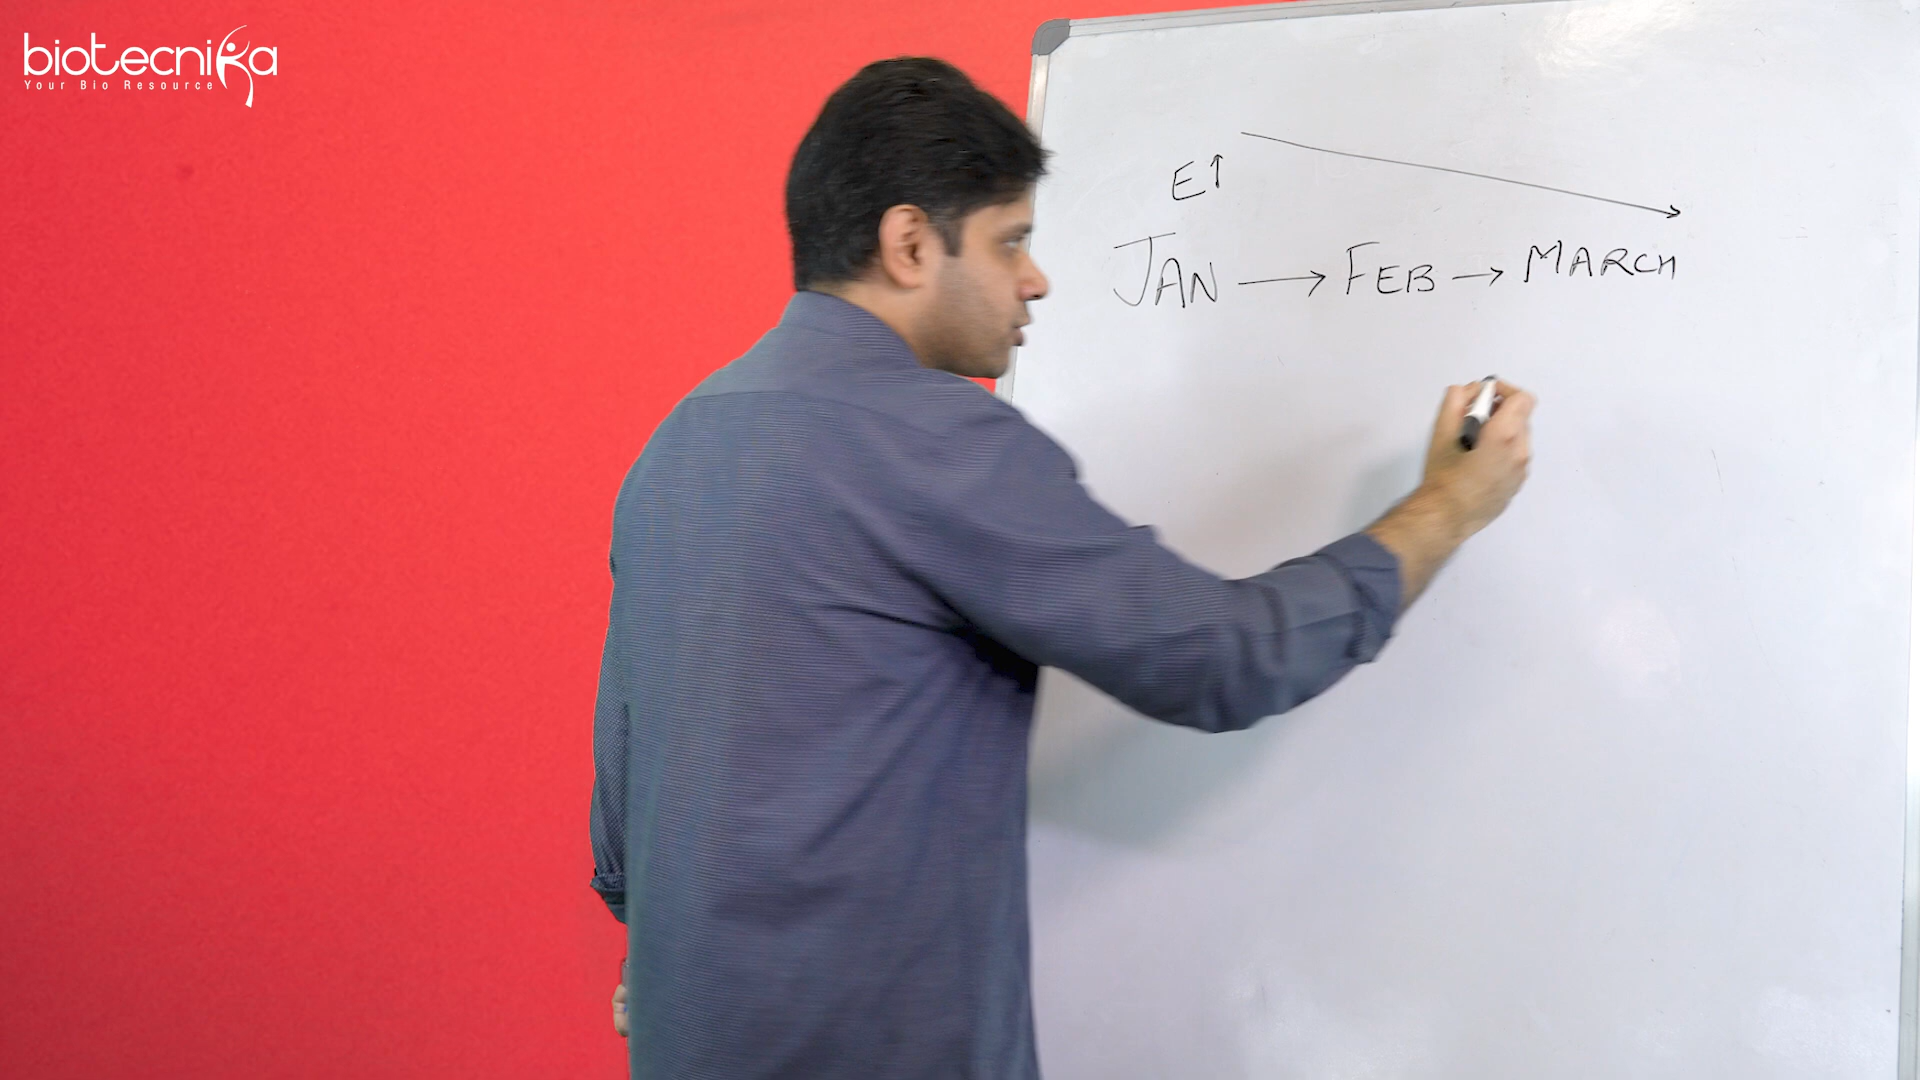 biotecnika
Your Bio Resource
E↑
JAN → FEB → MARCH